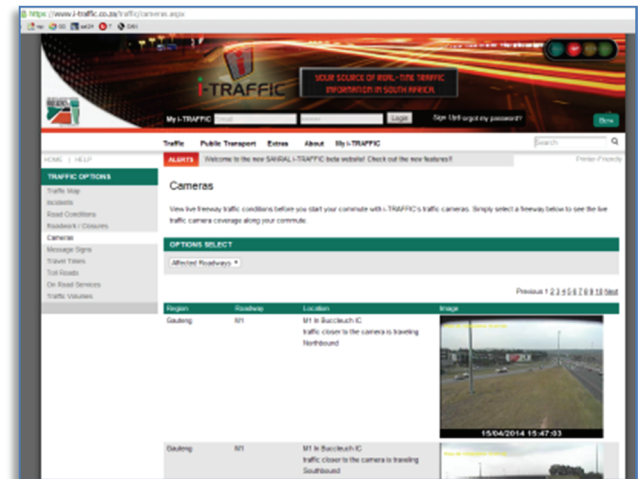 https://www.i-traffic.co.za/traffic/cameras.aspx
i-TRAFFIC
YOUR SOURCE OF REAL-TIME TRAFFIC
INFORMATION IN SOUTH AFRICA
My i-TRAFFIC
Login
Sign Up
Forgot my password?
Beta
Traffic Public Transport Extras About My i-TRAFFIC
Search
HOME | HELP
ALERTS Welcome to the new SANRAL i-TRAFFIC beta website! Check out the new features!!
Printer-Friendly
TRAFFIC OPTIONS
Traffic Map
Incidents
Road Conditions
Roadwork / Closures
Cameras
Message Signs
Travel Times
Toll Roads
On Road Services
Traffic Volumes
Cameras
View live freeway traffic conditions before you start your commute with i-TRAFFIC's traffic cameras. Simply select a freeway below to see the live
traffic camera coverage along your commute.
OPTIONS SELECT
Affected Roadways
Previous 1 2 3 4 5 6 7 8 9 10 Next
Region Roadway Location Image
Gauteng M1 M1 In Buccleuch IC
traffic closer to the camera is traveling
Northbound
15/04/2014 15:47:03
Gauteng M1 M1 In Buccleuch IC
traffic closer to the camera is traveling
Southbound